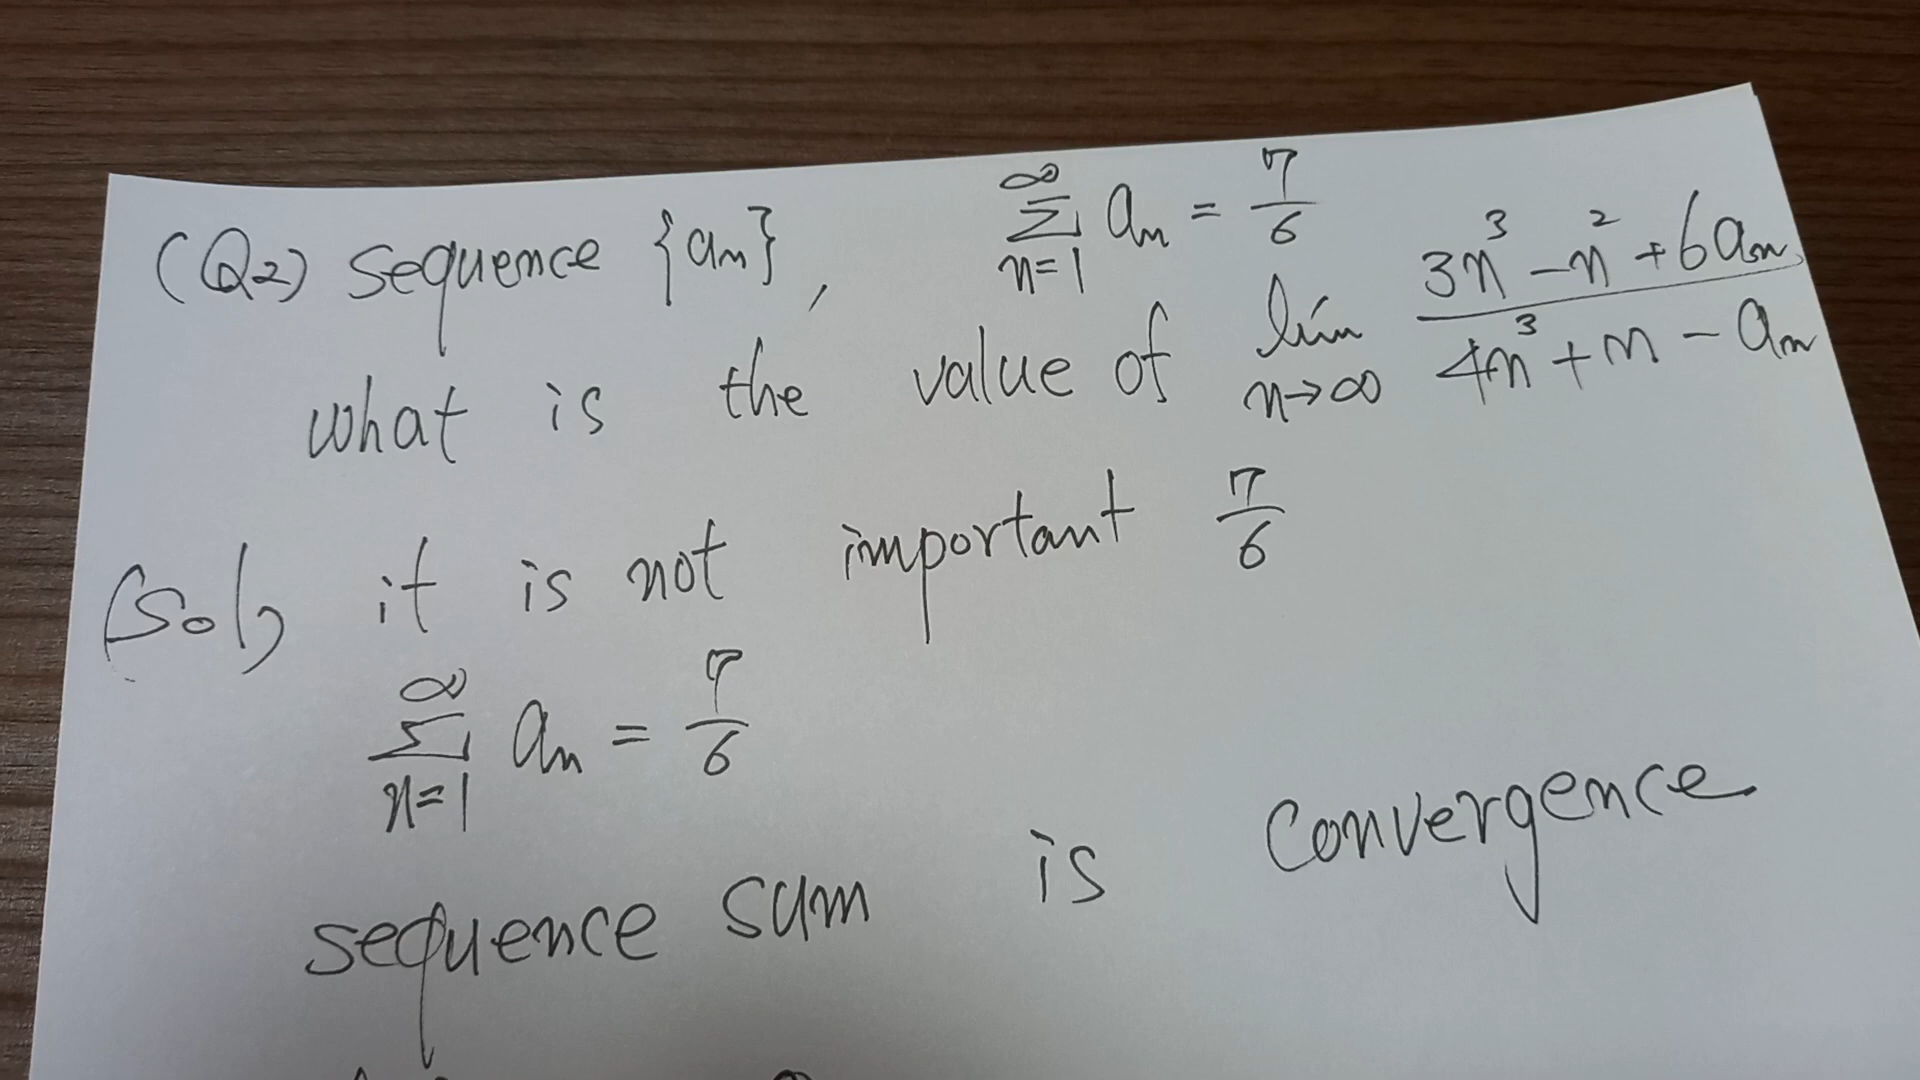 (Q2) sequence {an}, ∞∑n=1 an = 7/6
what is the value of lim n→∞ (3n³ - n² + 6an)/(4n³ + n - an)
(Sol) it is not important 7/6
∞∑n=1 an = 7/6
sequence sum is convergence